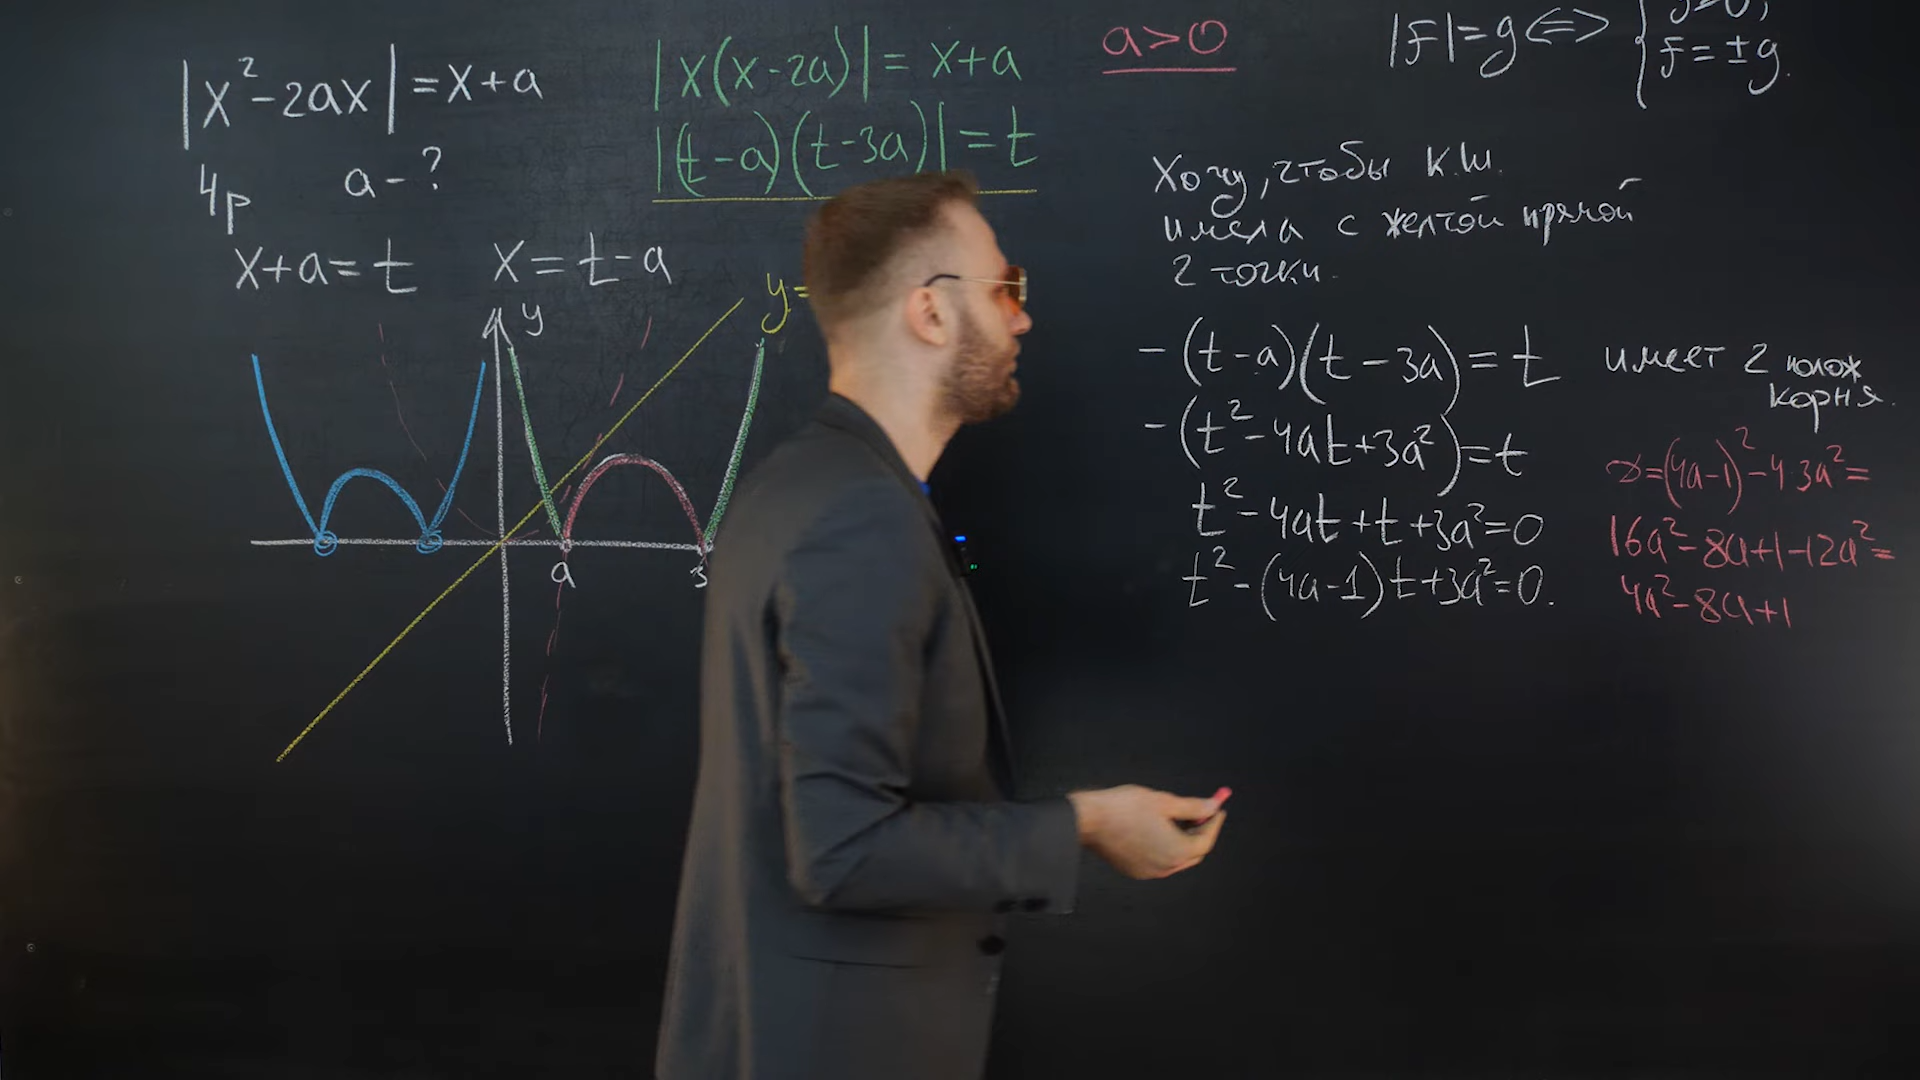 |x²-2ax|=x+a
4р a-?
x+a=t x=t-a
y
y=
a
3
|x(x-2a)|=x+a
|(t-a)(t-3a)|=t
a>0
|f|=g⇔{
f=±g.
Хочу, чтобы к.ш.
имела с желтой прямой
2 точки.
-(t-a)(t-3a)=t имеет 2 полож
корня.
-(t²-4at+3a²)=t
t²-4at+t+3a²=0
t²-(4a-1)t+3a²=0.
D=(4a-1)²-4·3a²=
16a²-8a+1-12a²=
4a²-8a+1